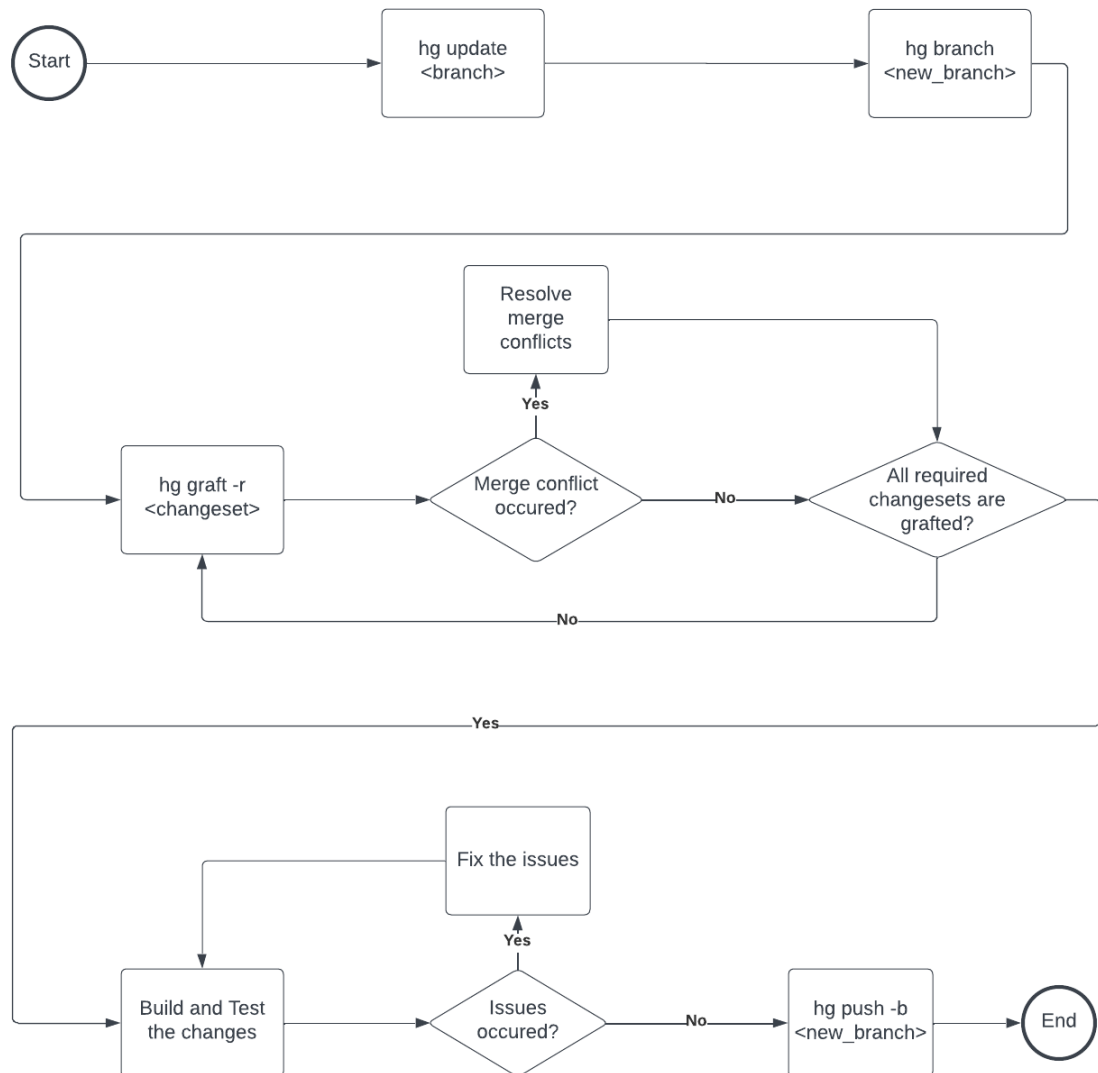 Start
hg update
<branch>
hg branch
<new_branch>
Resolve
merge
conflicts
Yes
hg graft -r
<changeset>
Merge conflict
occured?
No
All required
changesets are
grafted?
No
Yes
Fix the issues
Yes
Build and Test
the changes
Issues
occured?
No
hg push -b
<new_branch>
End